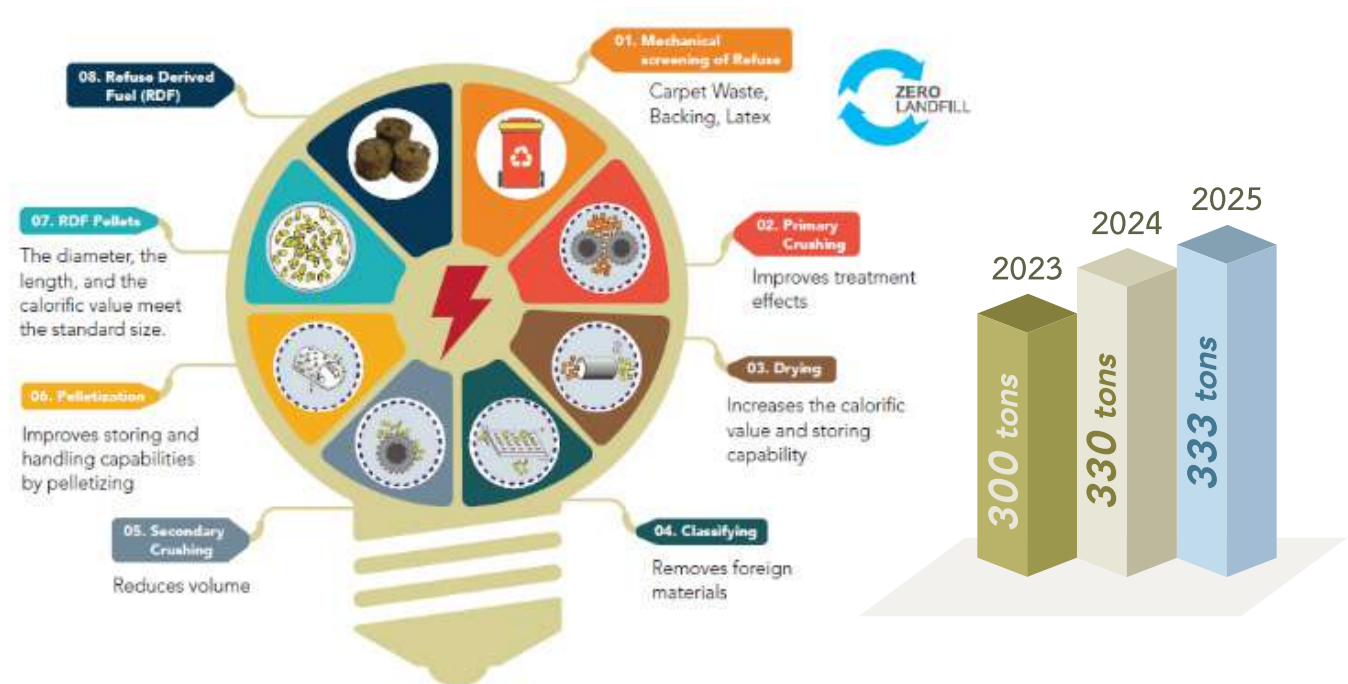 01. Mechanical
screening of Refuse
Carpet Waste,
Backing, Latex
ZERO
LANDFILL
02. Primary
Crushing
Improves treatment
effects
03. Drying
Increases the calorific
value and storing
capability
04. Classifying
Removes foreign
materials
05. Secondary
Crushing
Reduces volume
06. Pelletization
Improves storing and
handling capabilities
by pelletizing
07. RDF Pellets
The diameter, the
length, and the
calorific value meet
the standard size.
08. Refuse Derived
Fuel (RDF)
2023
300 tons
2024
330 tons
2025
333 tons